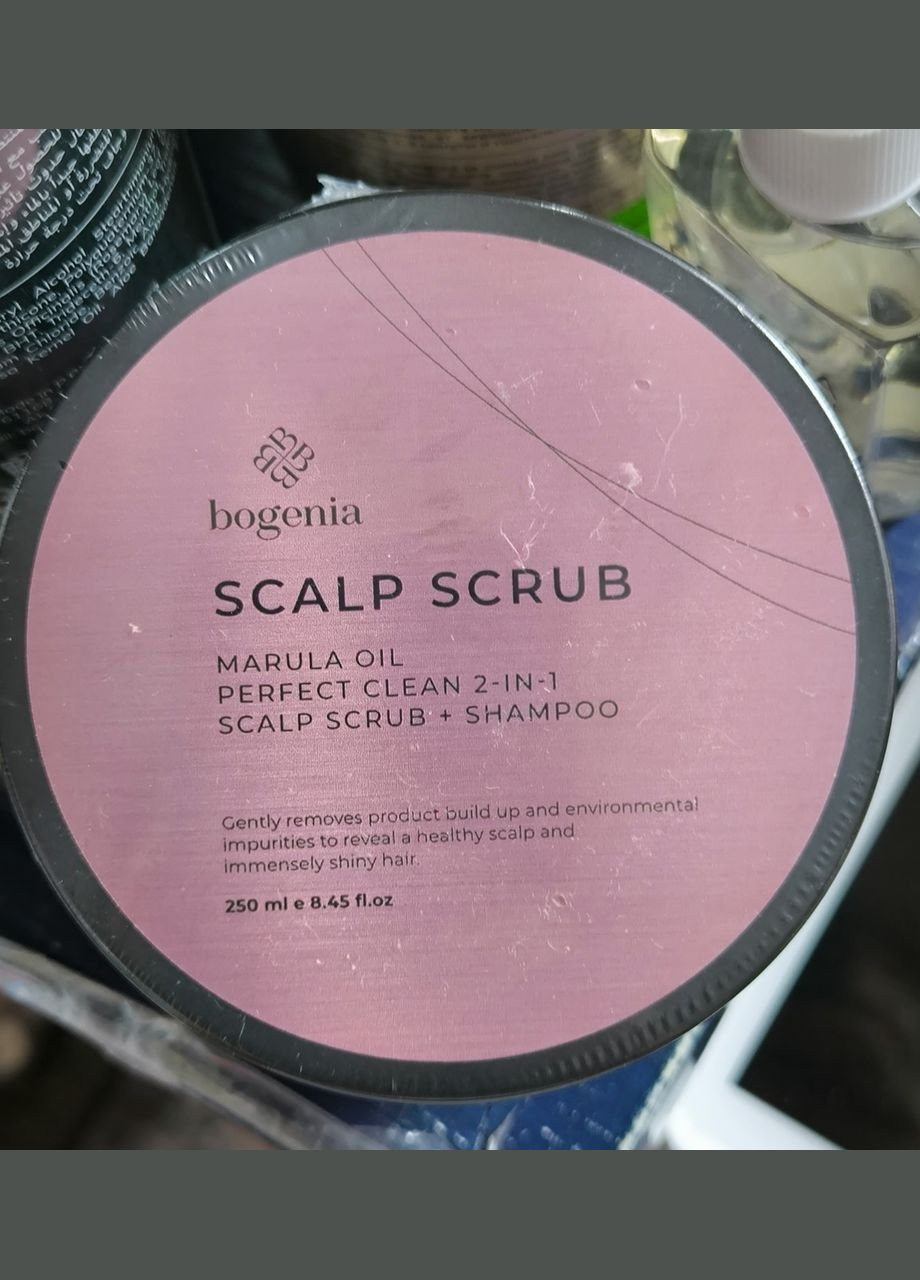 bogenia
SCALP SCRUB
MARULA OIL
PERFECT CLEAN 2-IN-1
SCALP SCRUB + SHAMPOO
Gently removes product build up and environmental
impurities to reveal a healthy scalp and
immensely shiny hair.
250 ml e 8.45 fl.oz